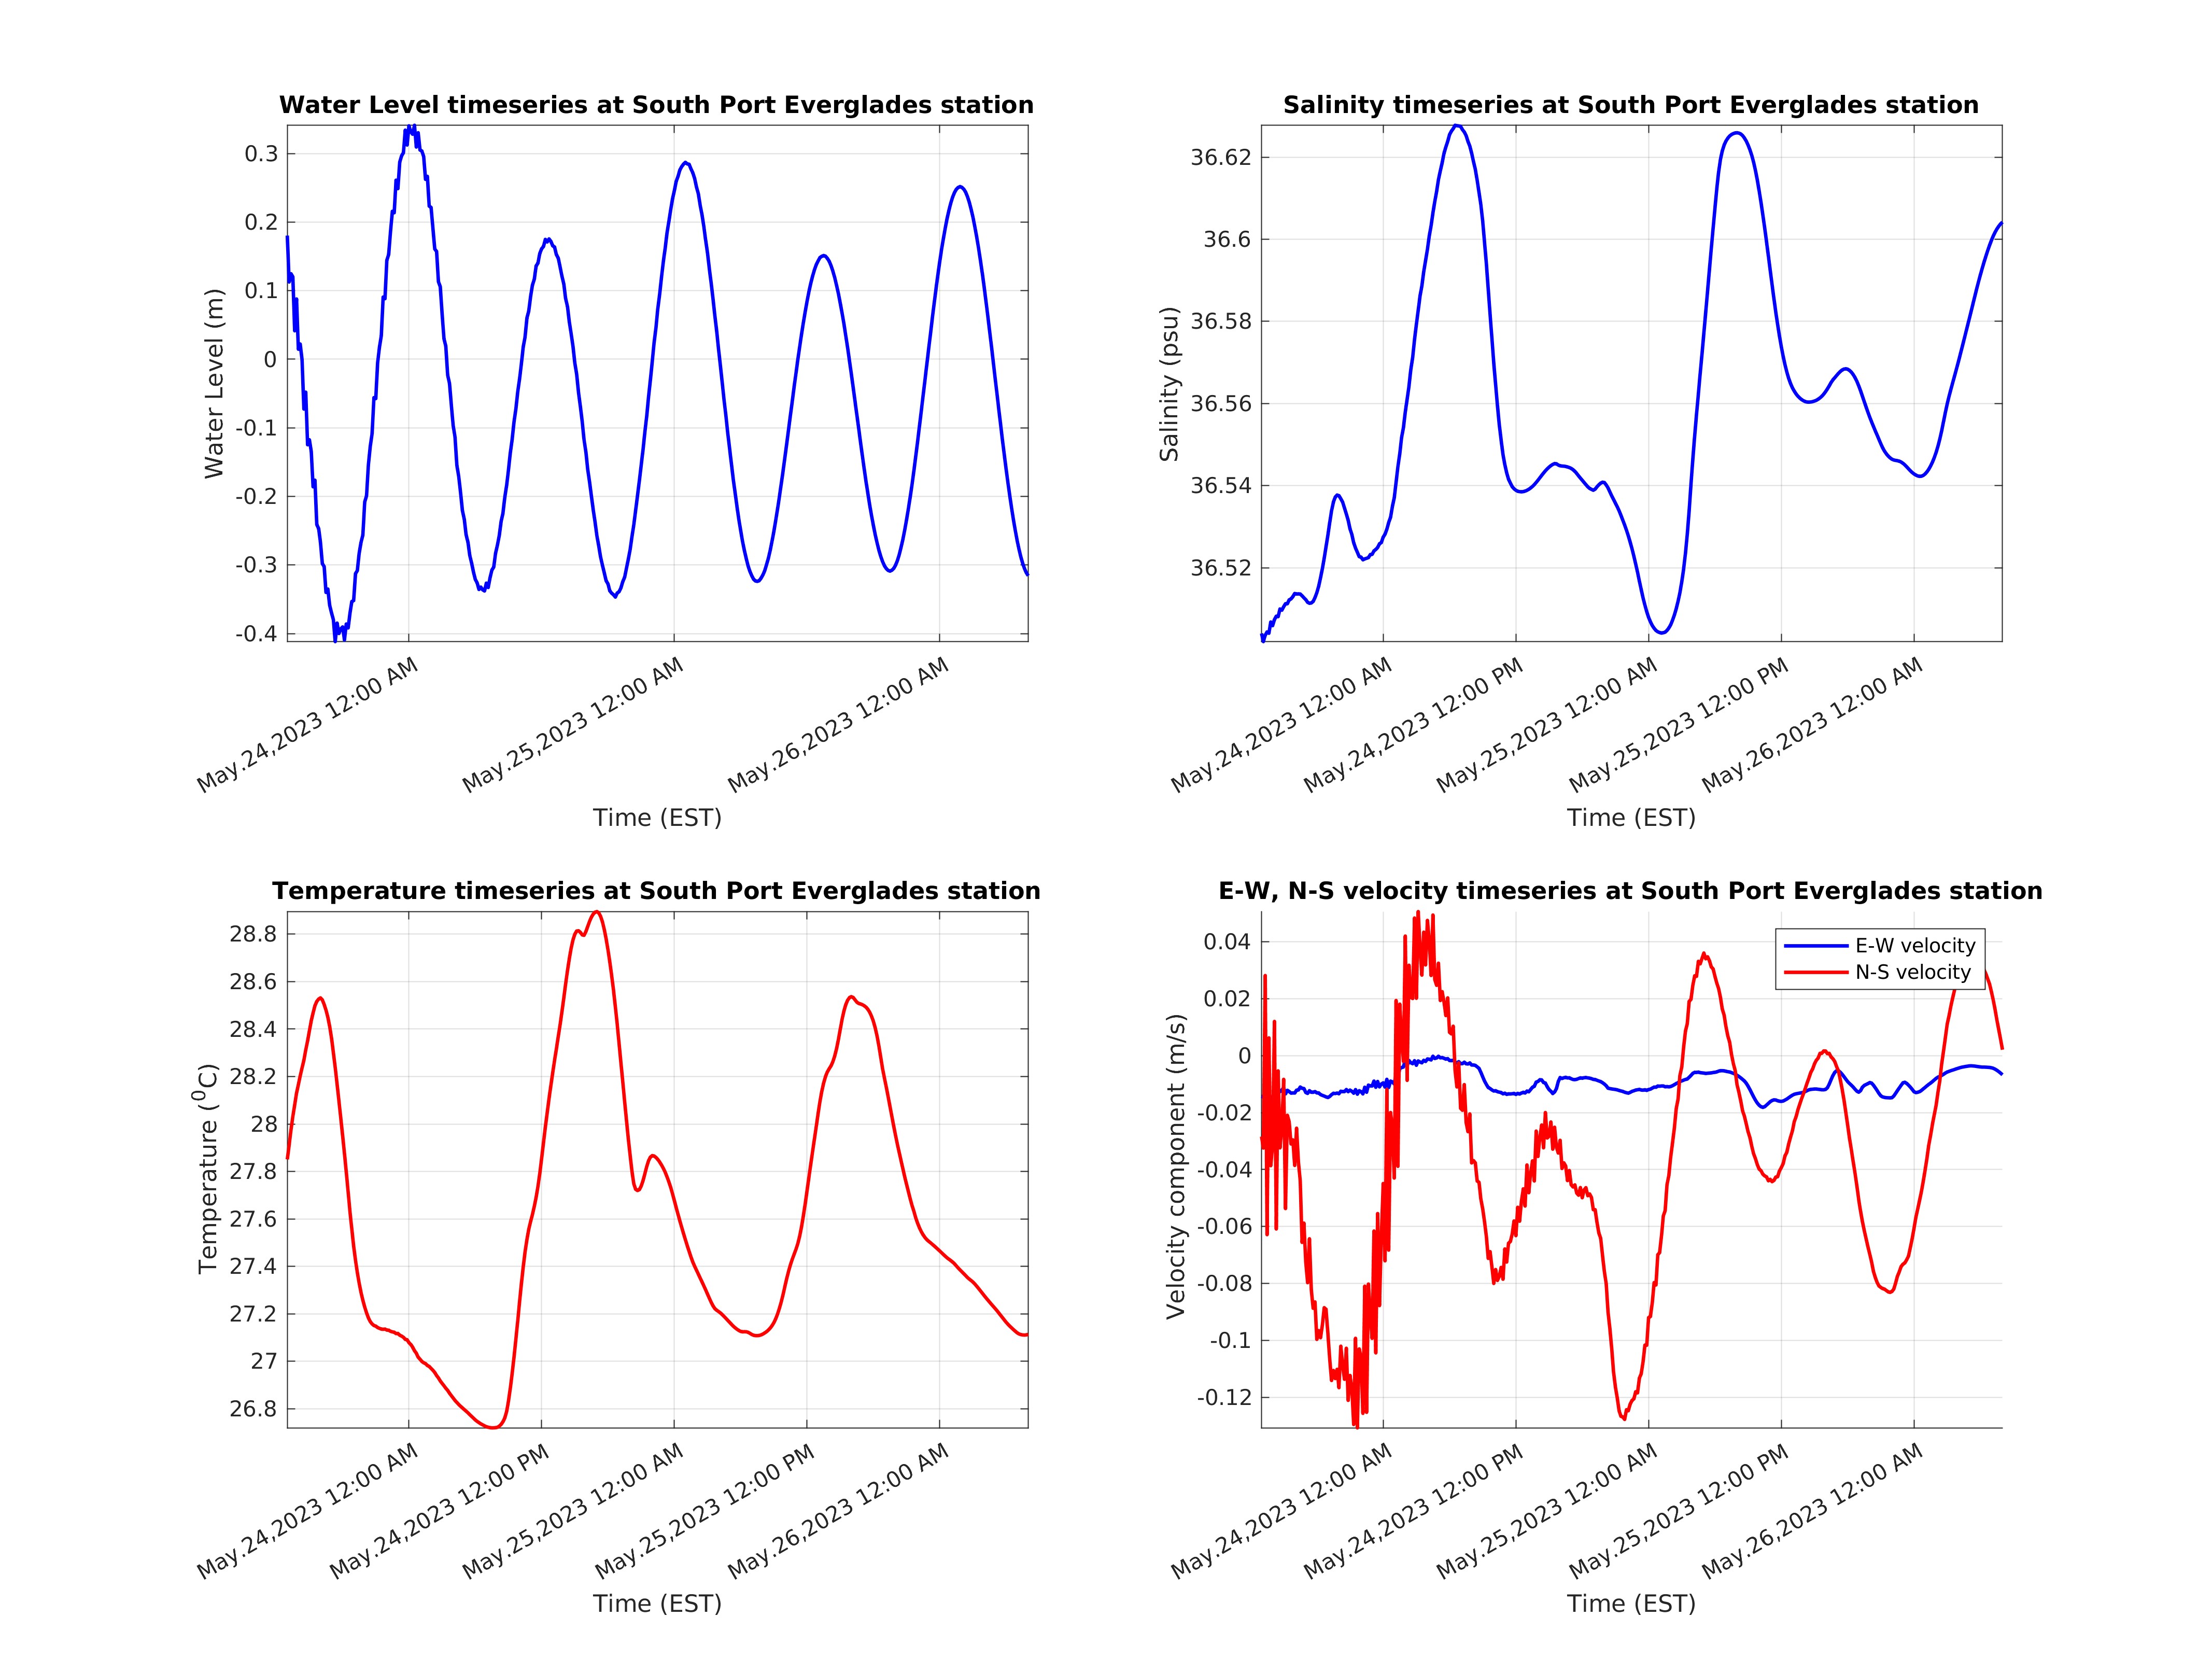 Water Level timeseries at South Port Everglades station
Water Level (m)
0.3
0.2
0.1
0
-0.1
-0.2
-0.3
-0.4
May.24,2023 12:00 AM
May.25,2023 12:00 AM
May.26,2023 12:00 AM
Time (EST)
Salinity timeseries at South Port Everglades station
Salinity (psu)
36.62
36.6
36.58
36.56
36.54
36.52
May.24,2023 12:00 AM
May.24,2023 12:00 PM
May.25,2023 12:00 AM
May.25,2023 12:00 PM
May.26,2023 12:00 AM
Time (EST)
Temperature timeseries at South Port Everglades station
Temperature (⁰C)
28.8
28.6
28.4
28.2
28
27.8
27.6
27.4
27.2
27
26.8
May.24,2023 12:00 AM
May.24,2023 12:00 PM
May.25,2023 12:00 AM
May.25,2023 12:00 PM
May.26,2023 12:00 AM
Time (EST)
E-W, N-S velocity timeseries at South Port Everglades station
Velocity component (m/s)
0.04
0.02
0
-0.02
-0.04
-0.06
-0.08
-0.1
-0.12
E-W velocity
N-S velocity
May.24,2023 12:00 AM
May.24,2023 12:00 PM
May.25,2023 12:00 AM
May.25,2023 12:00 PM
May.26,2023 12:00 AM
Time (EST)